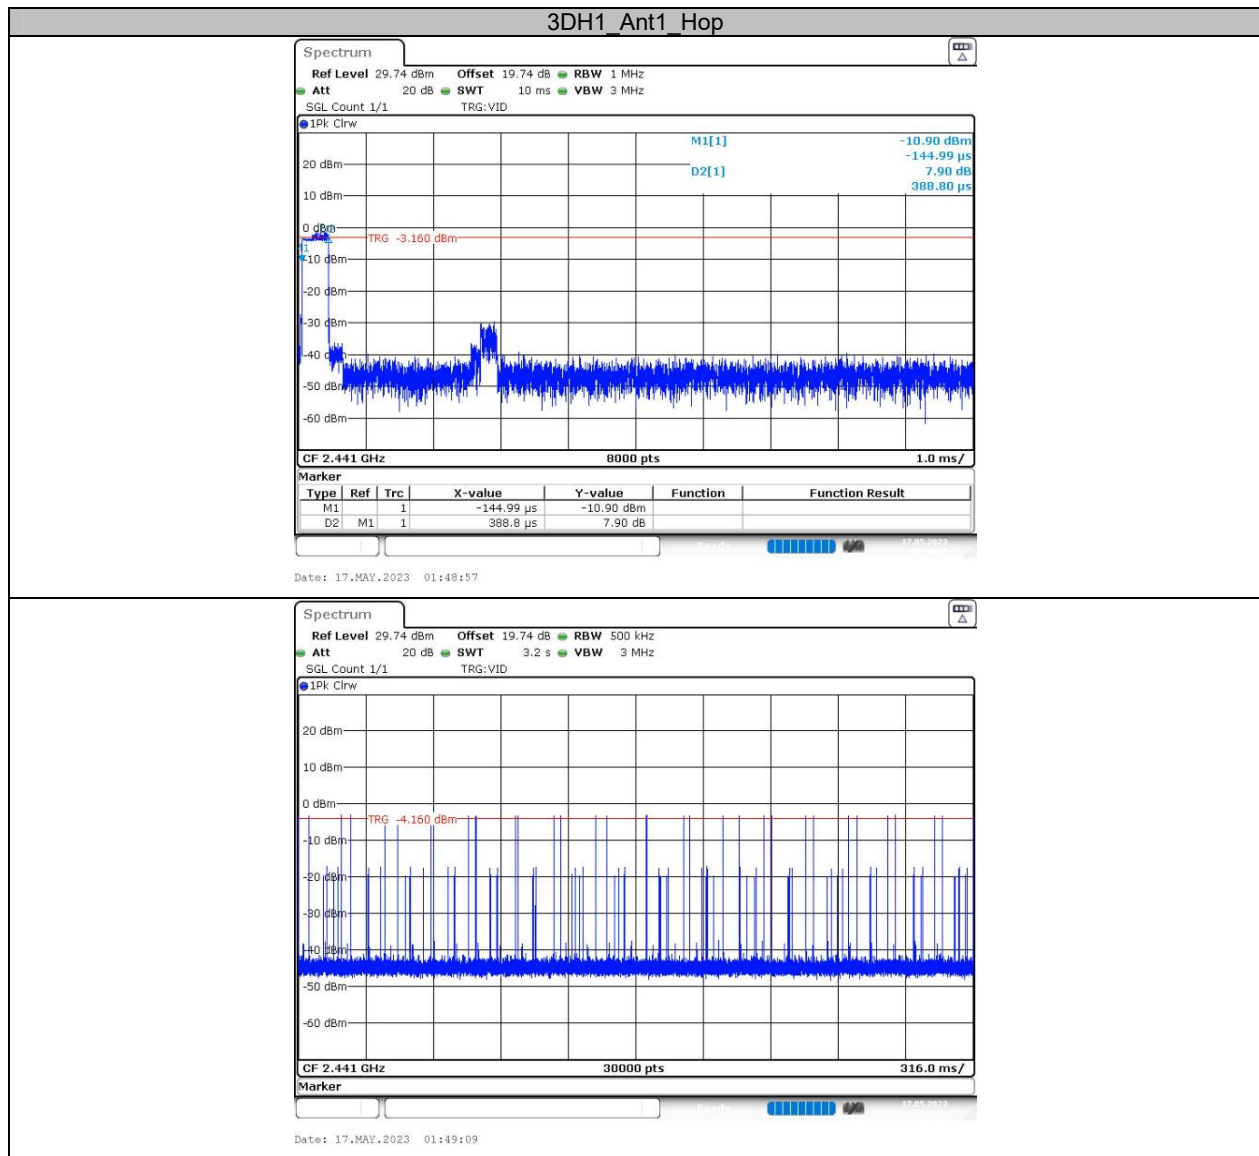 3DH1_Ant1_Hop
Spectrum
Ref Level 29.74 dBm Offset 19.74 dB RBW 1 MHz
Att 20 dB SWT 10 ms VBW 3 MHz
SGL Count 1/1 TRG:VID
1Pk Clrw
M1[1] -10.90 dBm
-144.99 µs
D2[1] 7.90 dB
388.80 µs
20 dBm
10 dBm
0 dBm
TRG -3.160 dBm
-10 dBm
-20 dBm
-30 dBm
-40 dBm
-50 dBm
-60 dBm
CF 2.441 GHz 8000 pts 1.0 ms/
Marker
Type Ref Trc X-value Y-value Function Function Result
M1 1 -144.99 µs -10.90 dBm
D2 M1 1 388.8 µs 7.90 dB
17.05.2023
Date: 17.MAY.2023 01:48:57
Spectrum
Ref Level 29.74 dBm Offset 19.74 dB RBW 500 kHz
Att 20 dB SWT 3.2 s VBW 3 MHz
SGL Count 1/1 TRG:VID
1Pk Clrw
20 dBm
10 dBm
0 dBm
TRG -4.160 dBm
-10 dBm
-20 dBm
-30 dBm
-40 dBm
-50 dBm
-60 dBm
CF 2.441 GHz 30000 pts 316.0 ms/
Marker
17.05.2023
Date: 17.MAY.2023 01:49:09